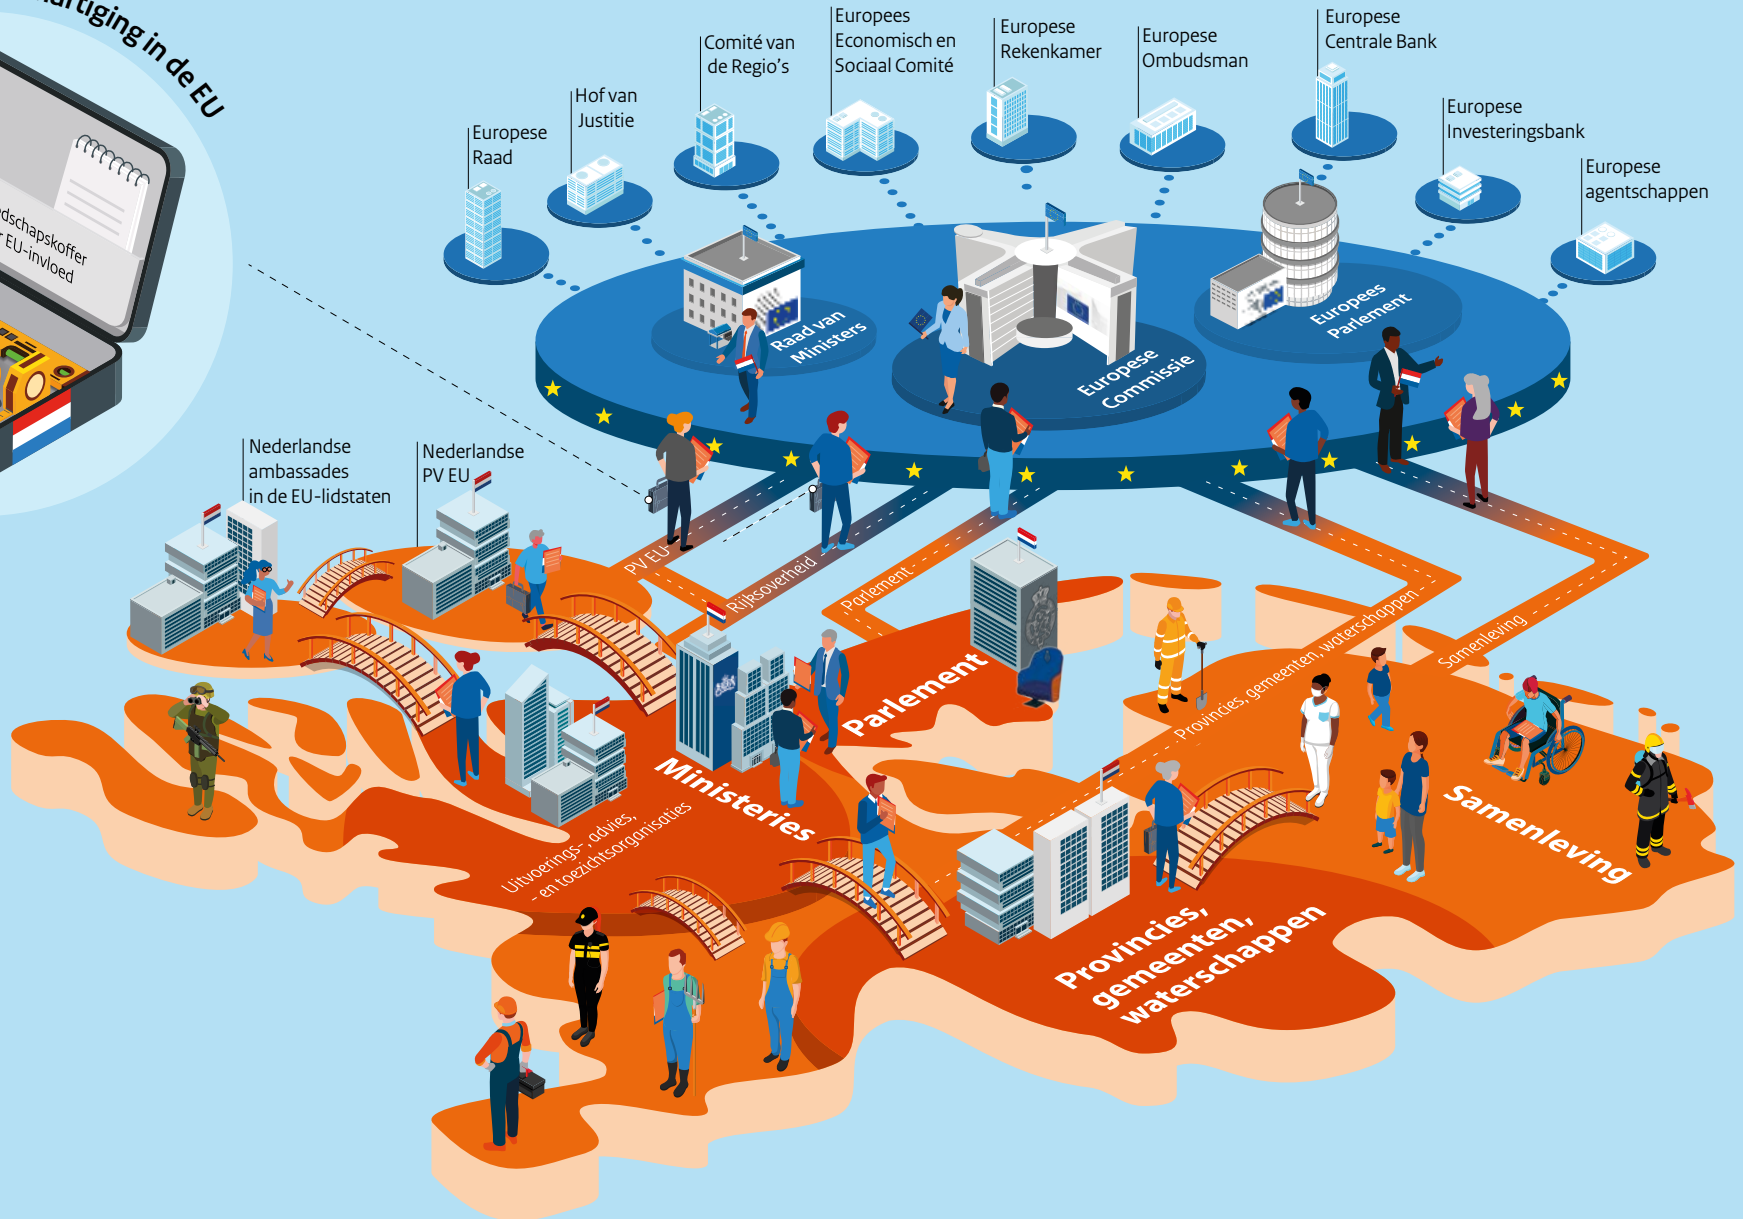 in de EU
EU-invloed
Europese
Raad
Hof van
Justitie
Comité van
de Regio's
Europees
Economisch en
Sociaal Comité
Europese
Rekenkamer
Europese
Ombudsman
Europese
Centrale Bank
Europese
Investeringsbank
Europese
agentschappen
Raad van
Ministers
Europese
Commissie
Europees
Parlement
Nederlandse
ambassades
in de EU-lidstaten
Nederlandse
PV EU
PV EU
Rijksoverheid
Parlement
Provincies, gemeenten, waterschappen
Samenleving
Parlement
Ministeries
Uitvoerings-, advies,
- en toezichtsorganisaties
Samenleving
Provincies,
gemeenten,
waterschappen